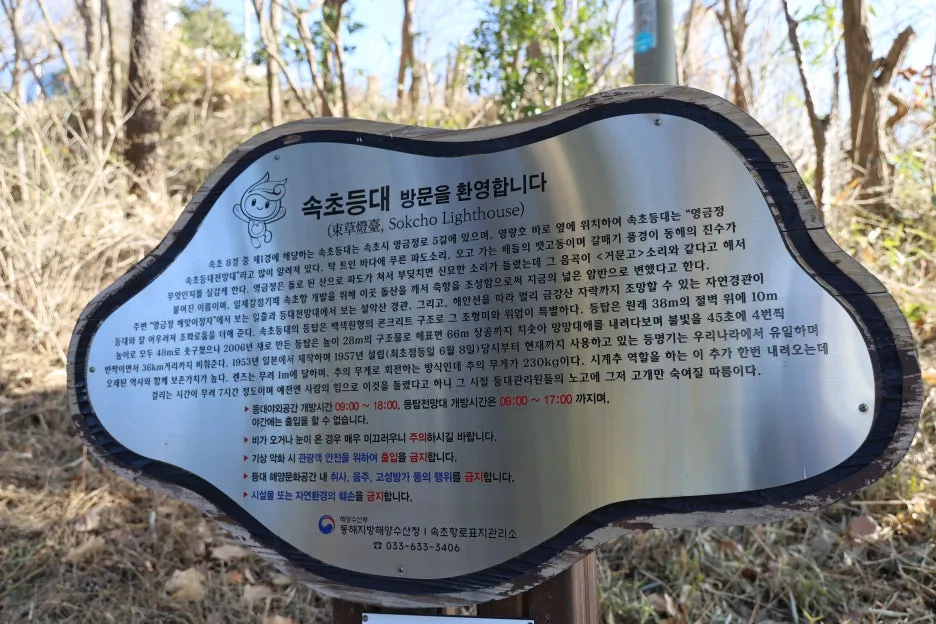 속초등대 방문을 환영합니다
(束草燈臺, Sokcho Lighthouse)
속초 8경 중 제1경에 해당하는 속초등대는 속초시 영금정로 5길에 있으며, 영랑호 바로 옆에 위치하여 속초등대는 "영금정
속초등대전망대"라고 많이 알려져 있다. 탁 트인 바다에 푸른 파도소리, 오고 가는 배들의 뱃고동이며 갈매기 풍경이 동해의 진수가
무엇인지를 실감케 한다. 영금정은 돌로 된 산으로 파도가 쳐서 부딪치면 신묘한 소리가 들렸는데 그 음곡이 <거문고>소리와 같다고 해서
붙어진 이름이며, 일제강점기때 속초항 개발을 위해 이곳 돌산을 깨서 축항을 조성함으로써 지금의 넓은 암반으로 변했다고 한다.
주변 "영금정 해맞이정자"에서 보는 일출과 등대전망대에서 보는 설악산 경관, 그리고, 해안선을 따라 멀리 금강산 자락까지 조망할 수 있는 자연경관이
등대와 잘 어우러져 조화로움을 더해 준다. 속초등대의 등탑은 백색원형의 콘크리트 구조로 그 조형미와 위엄이 특별하다. 등탑은 원래 38m의 절벽 위에 10m
높이로 모두 48m로 솟구쳤으나 2006년 새로 만든 등탑은 높이 28m의 구조물로 해표면 66m 상공까지 치솟아 망망대해를 내려다보며 불빛을 45초에 4번찍
반짝이면서 36km거리까지 비춰준다. 1953년 일본에서 제작하며 1957년 설립(최초점등일 6월 8일)당시부터 현재까지 사용하고 있는 등명기는 우리나라에서 유일하며
오래된 역사와 함께 보존가치가 높다. 렌즈는 무려 1m에 달하며, 추의 무게로 회전하는 방식인데 추의 무게가 230kg이다. 시계추 역할을 하는 이 추가 한번 내려오는데
걸리는 시간이 무려 7시간 정도이며 예전엔 사람의 힘으로 이것을 돌렸다고 하니 그 시절 등대관리원들의 노고에 그저 고개만 숙여질 따름이다.
▸ 등대야외공간 개방시간 09:00 ~ 18:00, 등탑전망대 개방시간은 09:00 ~ 17:00 까지며,
야간에는 출입을 할 수 없습니다.
▸ 비가 오거나 눈이 온 경우 매우 미끄러우니 주의하시길 바랍니다.
▸ 기상 악화 시 관광객 안전을 위하여 출입을 금지합니다.
▸ 등대 해양문화공간 내 취사, 음주, 고성방가 등의 행위를 금지합니다.
▸ 시설물 또는 자연환경의 훼손을 금지합니다.
해양수산부
동해지방해양수산청 | 속초항로표지관리소
☎ 033-633-3406